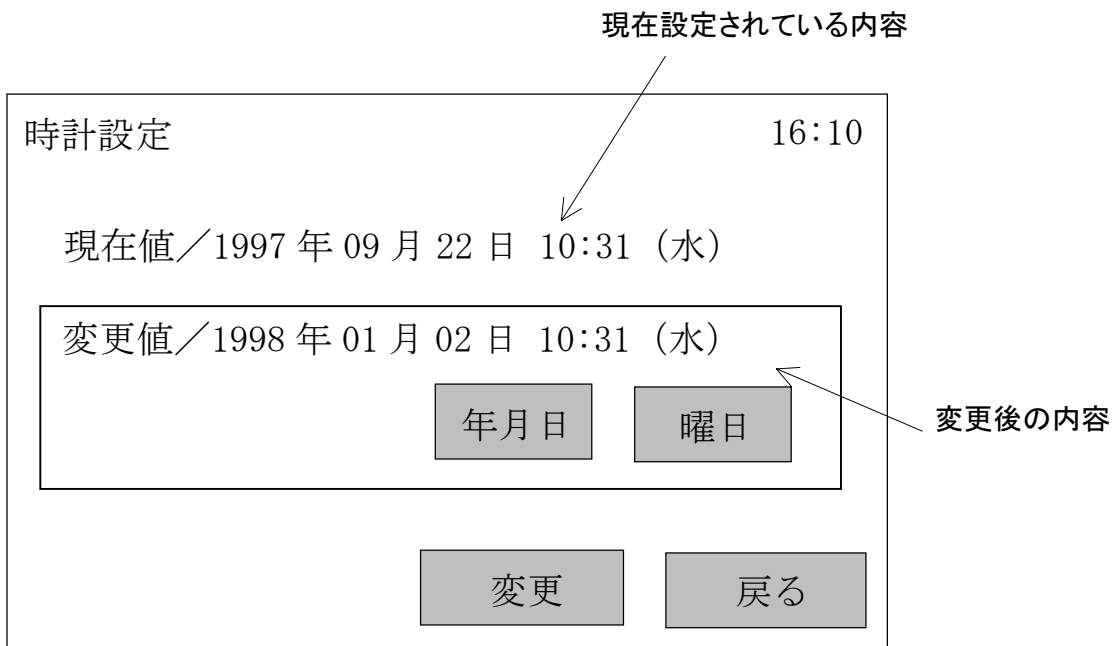 現在設定されている内容
時計設定 16:10
現在値／1997 年 09 月 22 日 10:31 (水)
変更値／1998 年 01 月 02 日 10:31 (水)
年月日 曜日
変更後の内容
変更 戻る